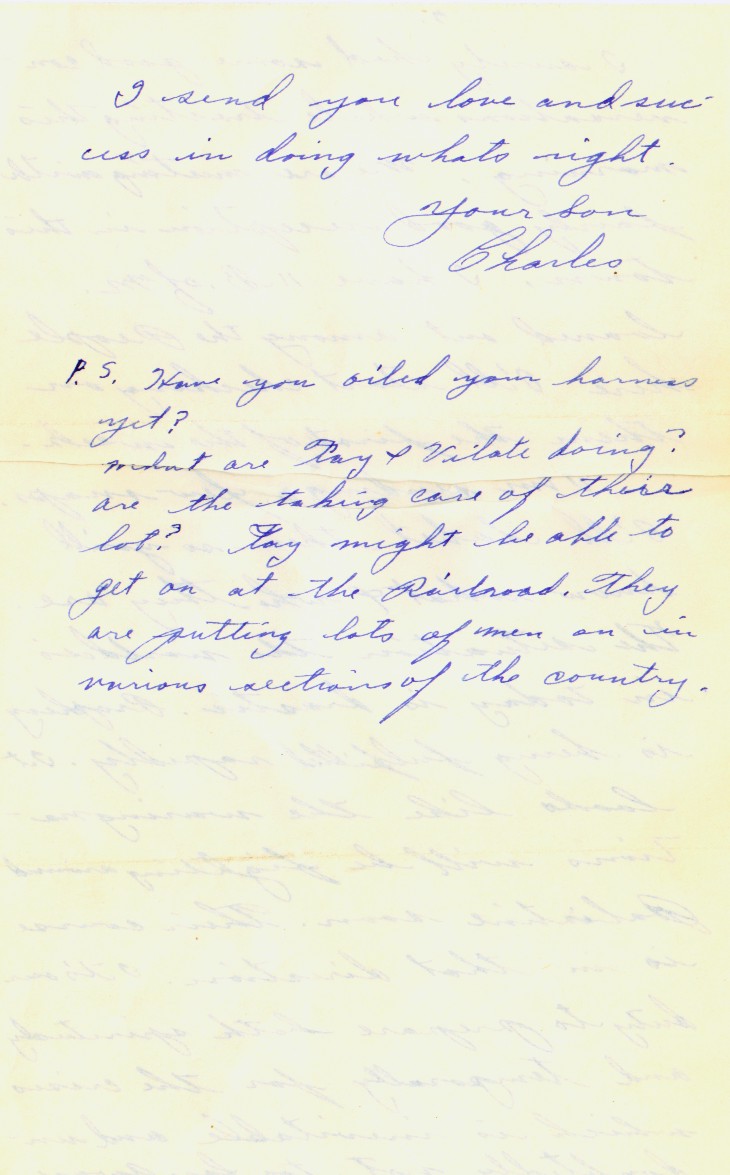 I send you love and suc-
cess in doing whats right.
Your Son
Charles
P.S. Have you oiled your harness
yet?
What are Fay & Vilate doing?
are the taking care of their
lot? Fay might be able to
get on at the Railroad. They
are putting lots of men on in
various sections of the country.